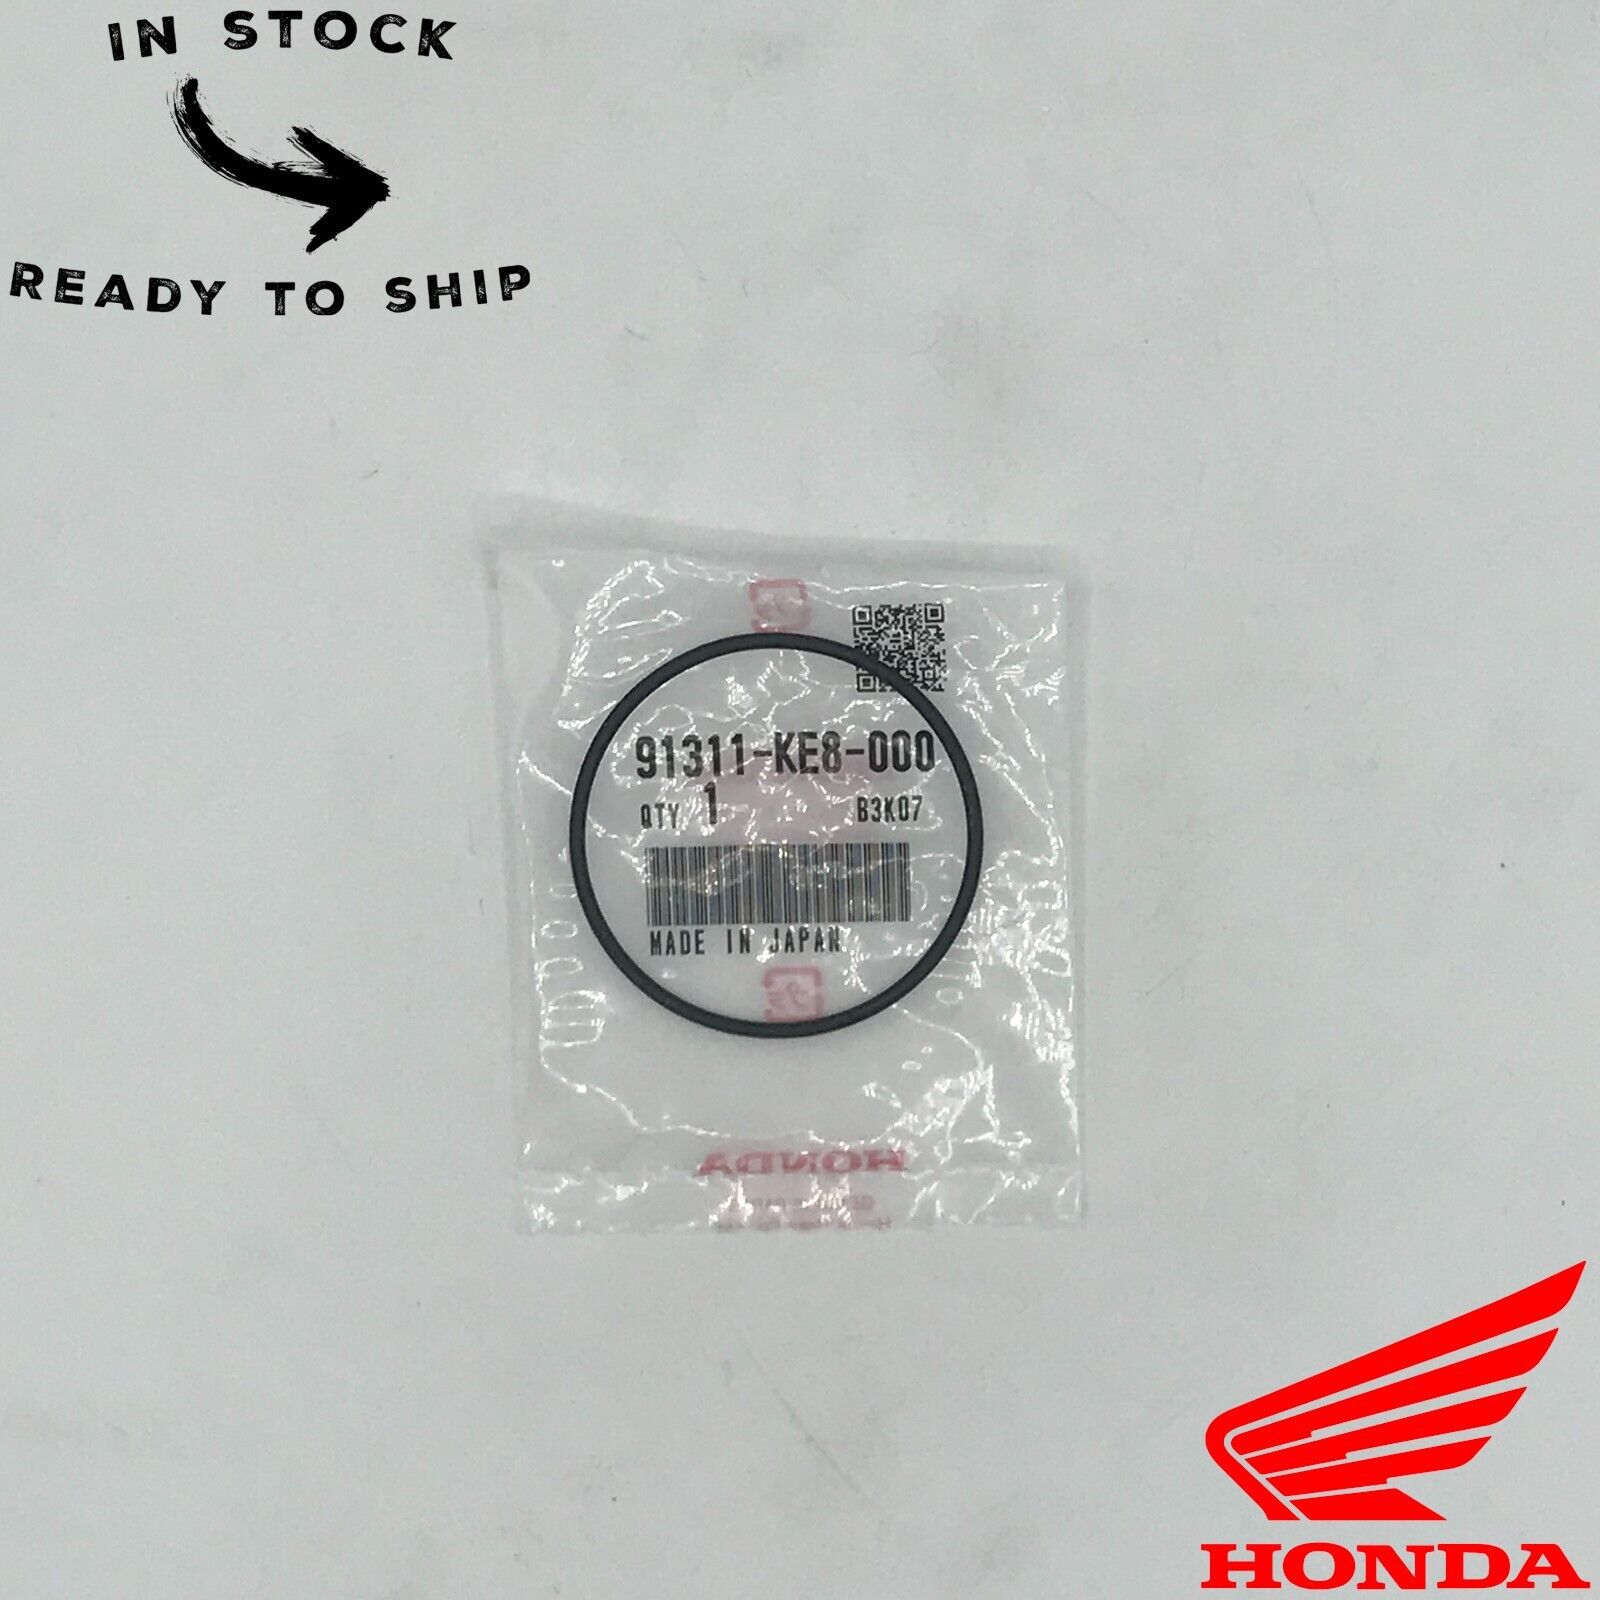 IN STOCK
READY TO SHIP
91311-KE8-000
QTY 1 B3K07
MADE IN JAPAN
HONDA
HONDA